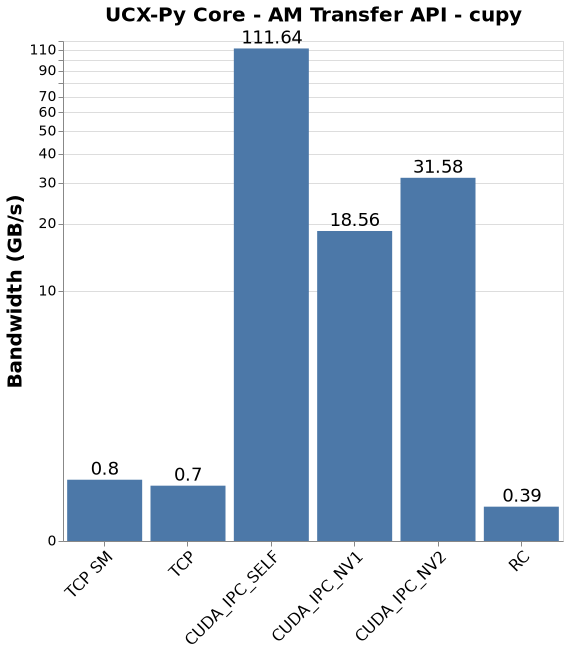 UCX-Py Core - AM Transfer API - cupy
Bandwidth (GB/s)
110
90
70
60
50
40
30
20
10
0
0.8
0.7
111.64
18.56
31.58
0.39
TCP SM
TCP
CUDA_IPC_SELF
CUDA_IPC_NV1
CUDA_IPC_NV2
RC